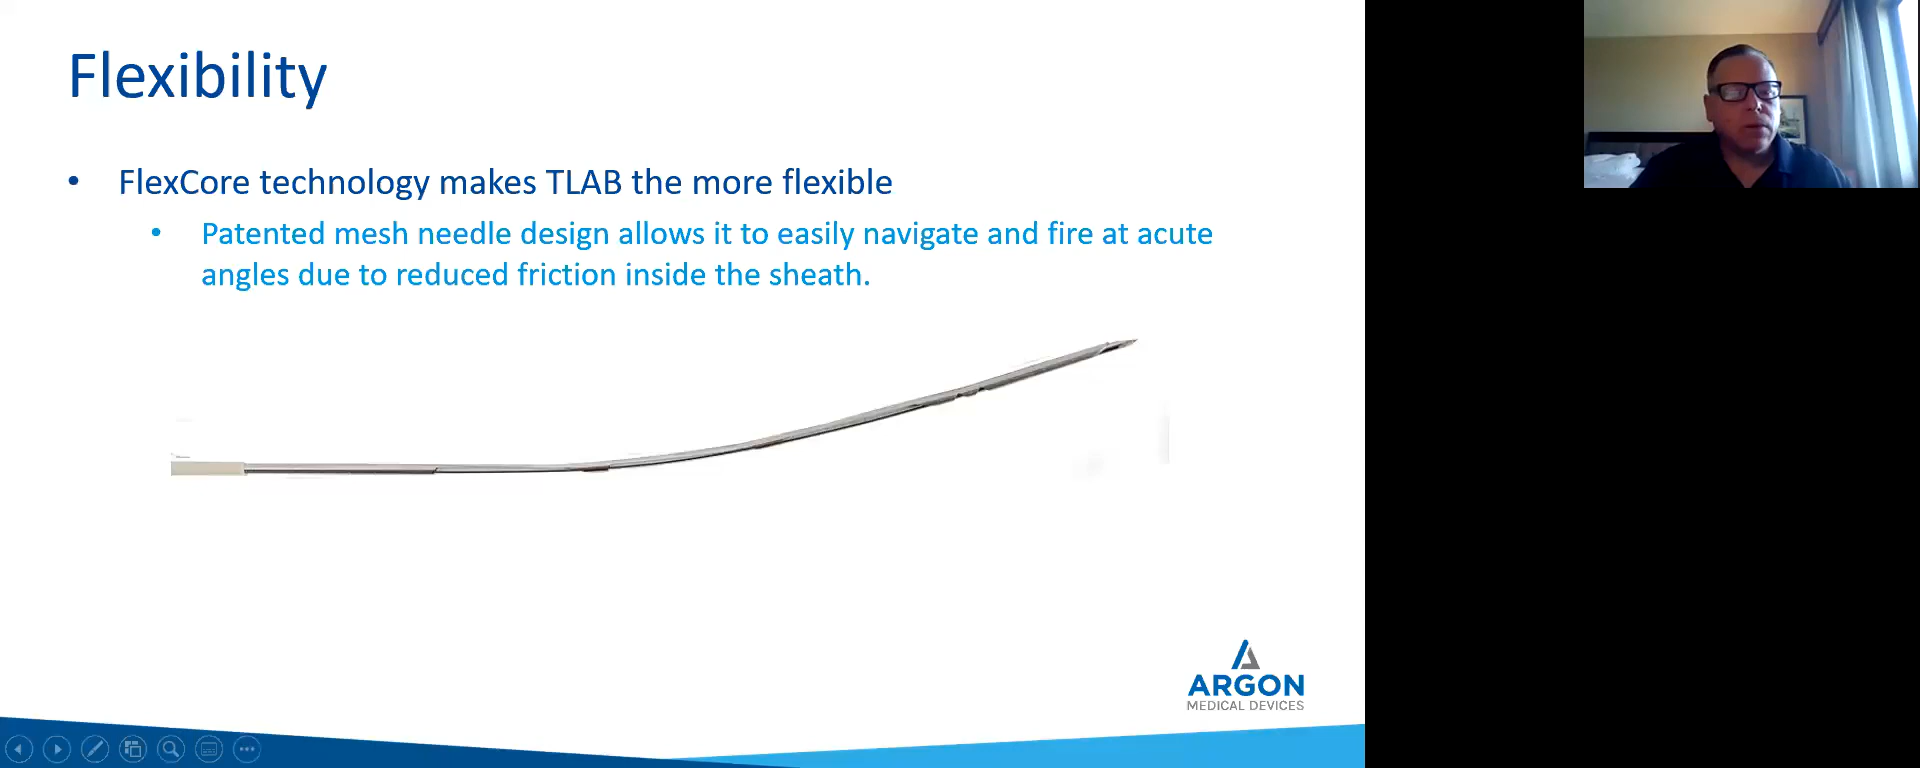 Flexibility
• FlexCore technology makes TLAB the more flexible
• Patented mesh needle design allows it to easily navigate and fire at acute
angles due to reduced friction inside the sheath.
ARGON
MEDICAL DEVICES